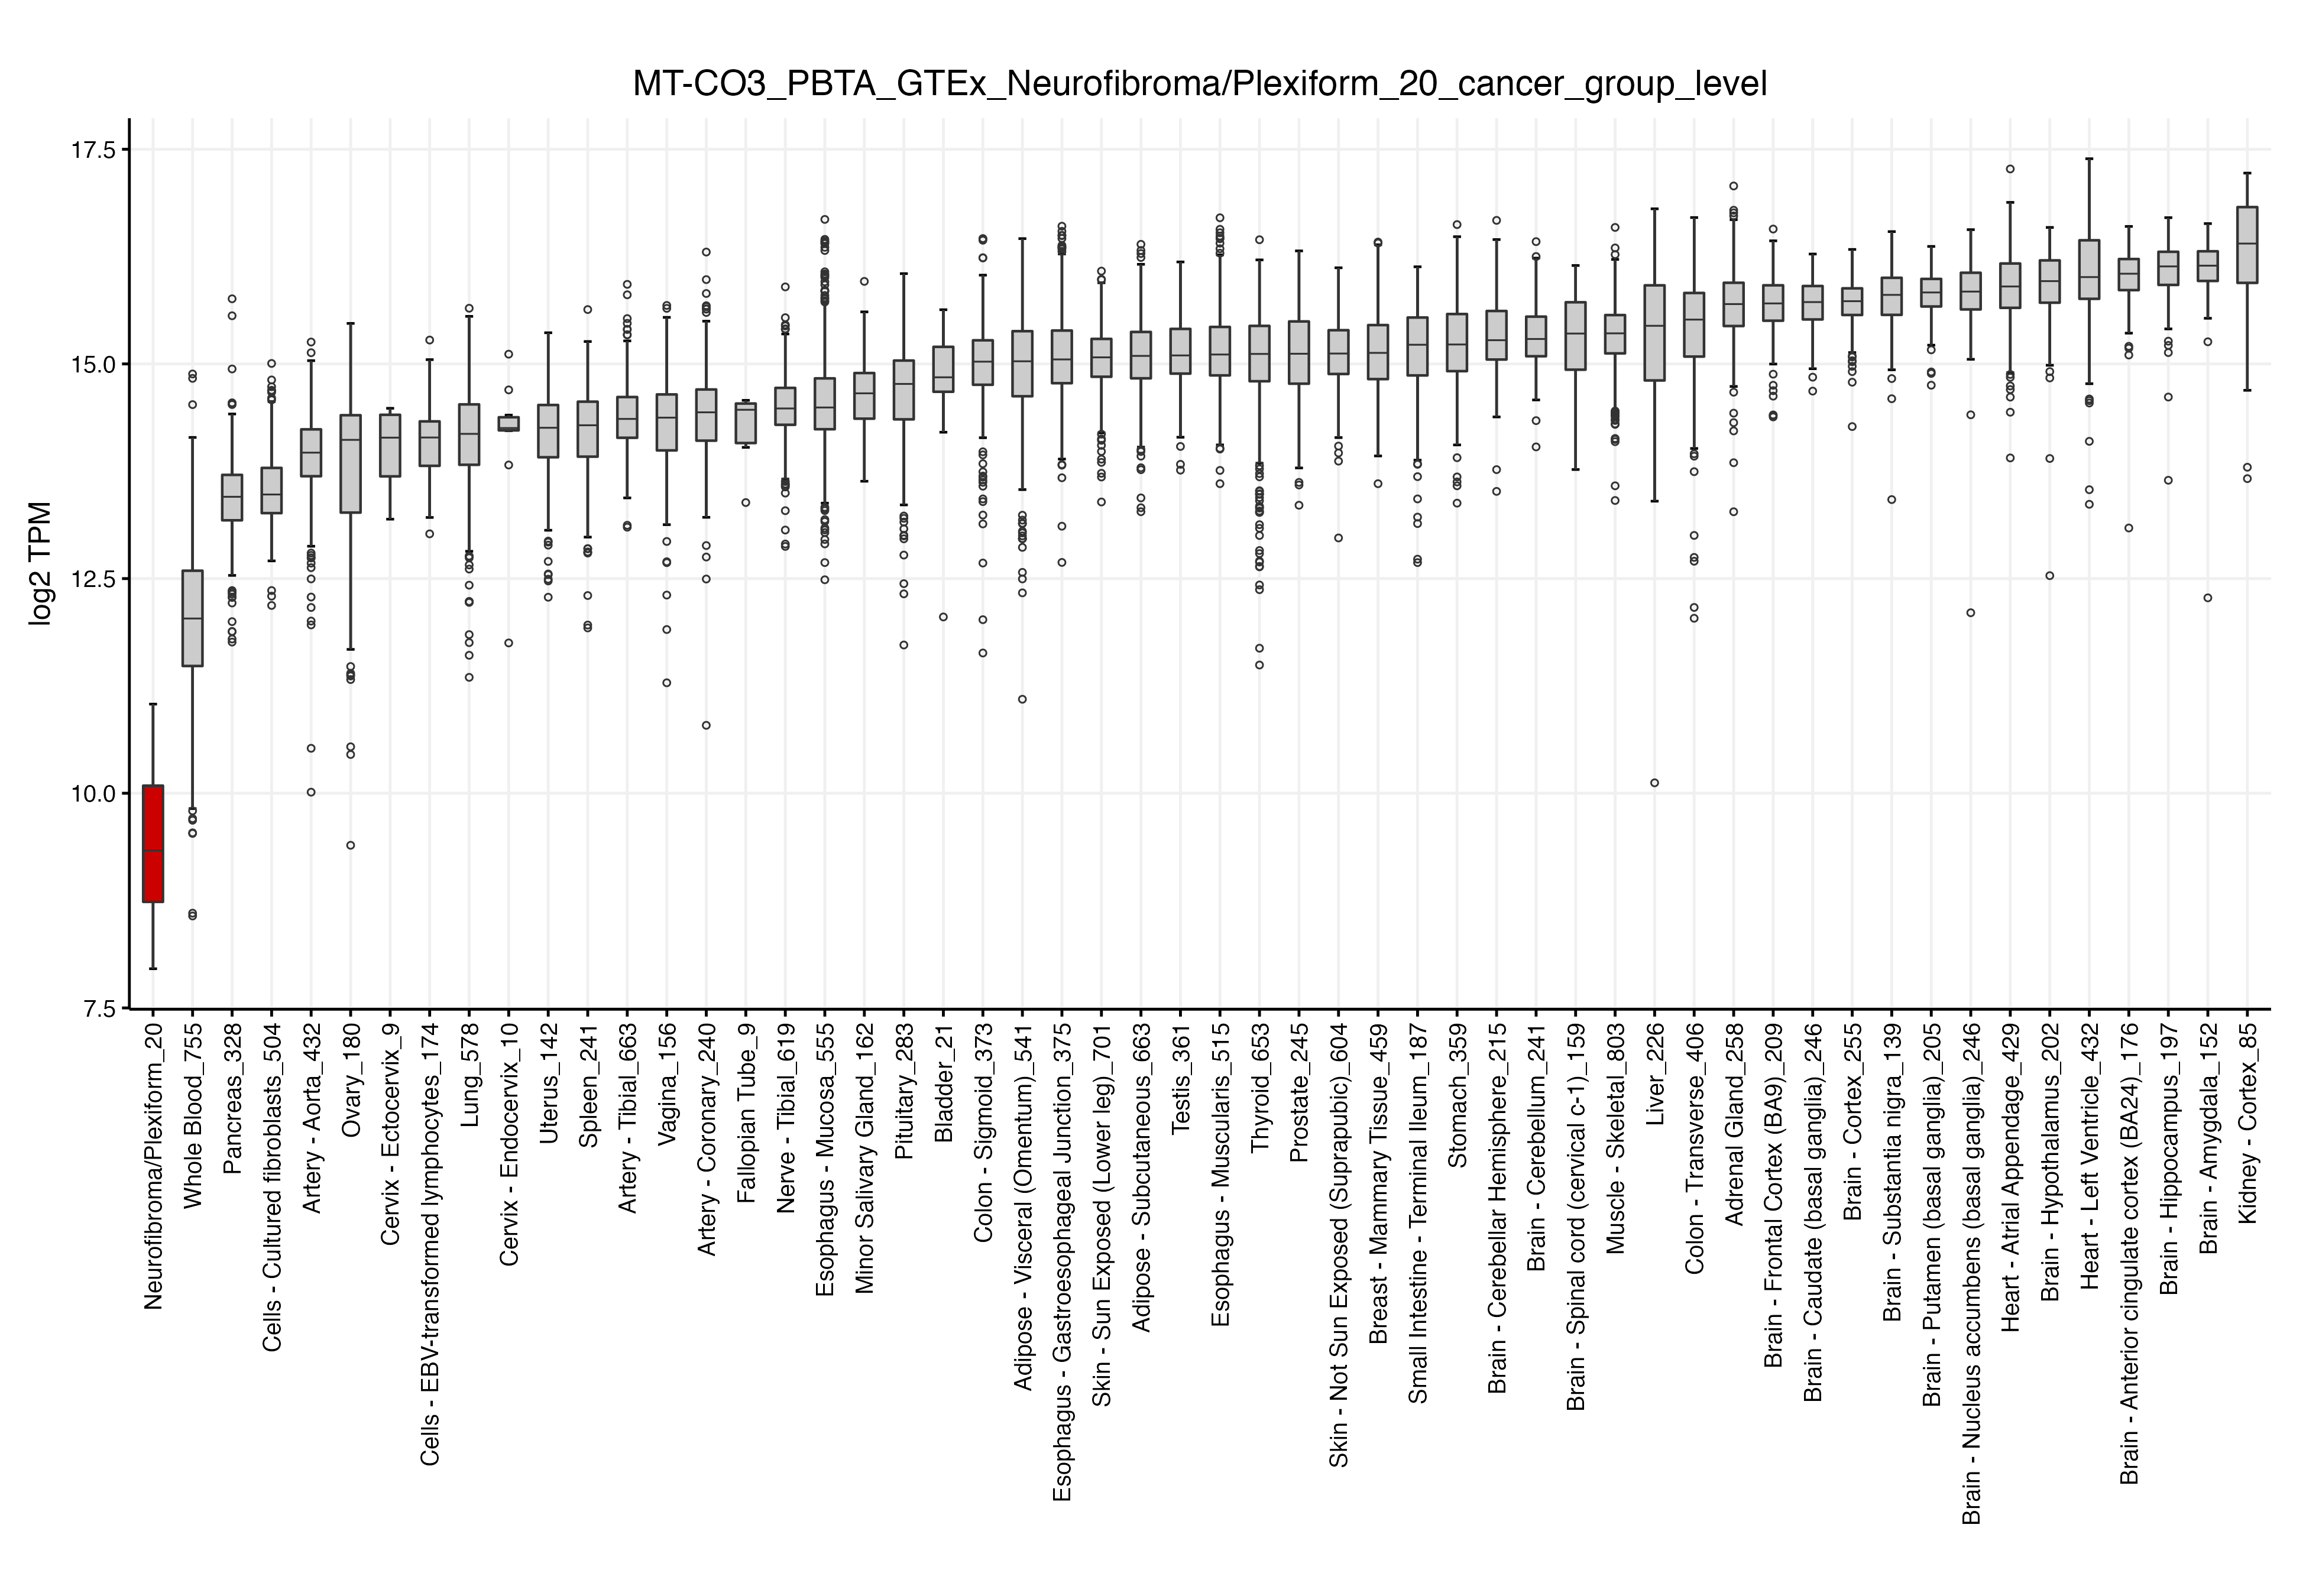 MT-CO3_PBTA_GTEx_Neurofibroma/Plexiform_20_cancer_group_level
17.5
15.0
12.5
10.0
7.5
log2 TPM
Neurofibroma/Plexiform_20
Whole Blood_755
Pancreas_328
Cells - Cultured fibroblasts_504
Artery - Aorta_432
Ovary_180
Cervix - Ectocervix_9
Cells - EBV-transformed lymphocytes_174
Lung_578
Cervix - Endocervix_10
Uterus_142
Spleen_241
Artery - Tibial_663
Vagina_156
Artery - Coronary_240
Fallopian Tube_9
Nerve - Tibial_619
Esophagus - Mucosa_555
Minor Salivary Gland_162
Pituitary_283
Bladder_21
Colon - Sigmoid_373
Adipose - Visceral (Omentum)_541
Esophagus - Gastroesophageal Junction_375
Skin - Sun Exposed (Lower leg)_701
Adipose - Subcutaneous_663
Testis_361
Esophagus - Muscularis_515
Thyroid_653
Prostate_245
Skin - Not Sun Exposed (Suprapubic)_604
Breast - Mammary Tissue_459
Small Intestine - Terminal Ileum_187
Stomach_359
Brain - Cerebellar Hemisphere_215
Brain - Cerebellum_241
Brain - Spinal cord (cervical c-1)_159
Muscle - Skeletal_803
Liver_226
Colon - Transverse_406
Adrenal Gland_258
Brain - Frontal Cortex (BA9)_209
Brain - Caudate (basal ganglia)_246
Brain - Cortex_255
Brain - Substantia nigra_139
Brain - Putamen (basal ganglia)_205
Brain - Nucleus accumbens (basal ganglia)_246
Heart - Atrial Appendage_429
Brain - Hypothalamus_202
Heart - Left Ventricle_432
Brain - Anterior cingulate cortex (BA24)_176
Brain - Hippocampus_197
Brain - Amygdala_152
Kidney - Cortex_85